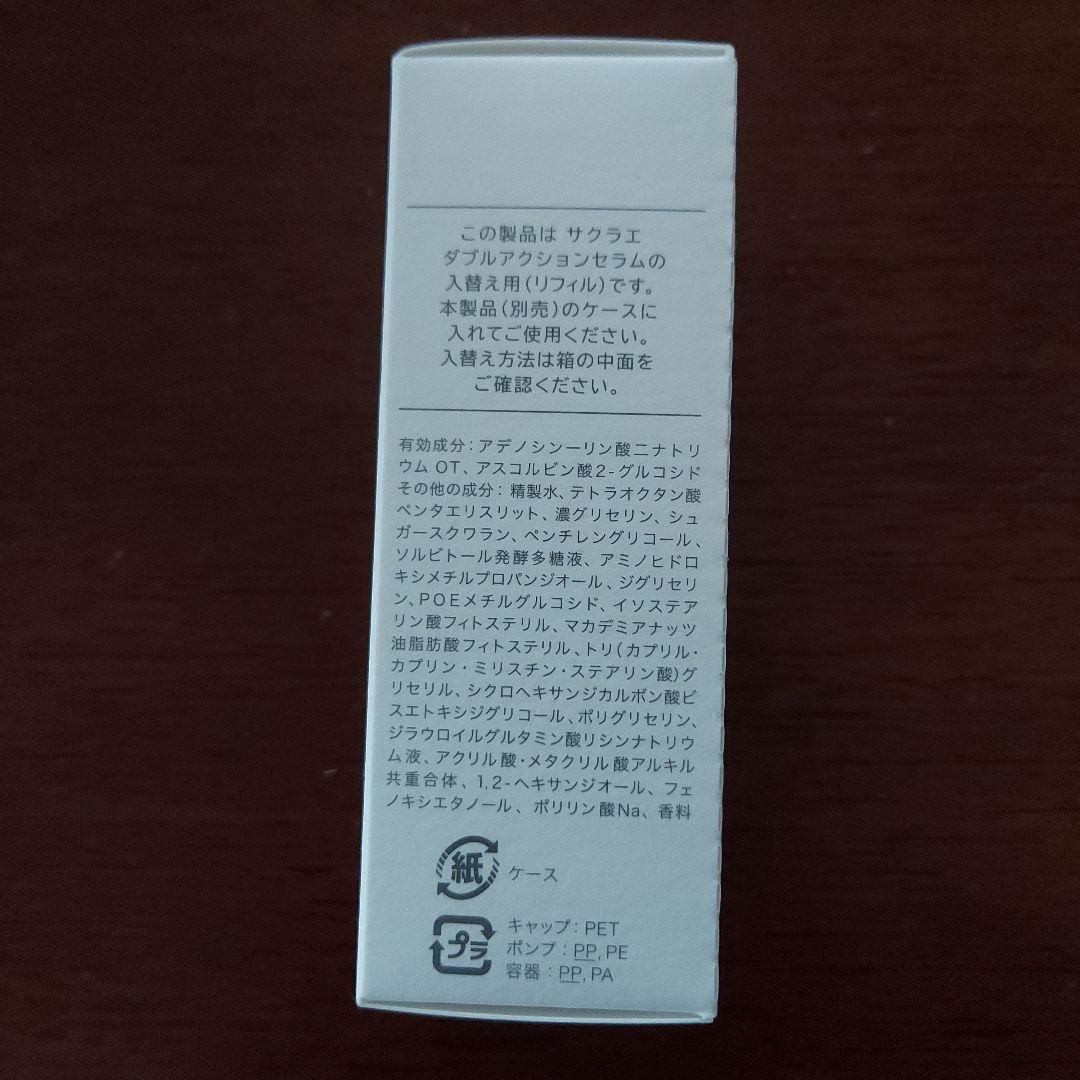 この製品は サクラエ
ダブルアクションセラムの
入替え用(リフィル)です。
本製品(別売)のケースに
入れてご使用ください。
入替え方法は箱の中面を
ご確認ください。
有効成分:アデノシン一リン酸二ナトリ
ウム OT、アスコルビン酸2-グルコシド
その他の成分:精製水、テトラオクタン酸
ペンタエリスリット、濃グリセリン、シュ
ガースクワラン、ペンチレングリコール、
ソルビトール発酵多糖液、アミノヒドロ
キシメチルプロパンジオール、ジグリセリ
ン、POEメチルグルコシド、イソステア
リン酸フィトステリル、マカデミアナッツ
油脂肪酸フィトステリル、トリ(カプリル・
カプリン・ミリスチン・ステアリン酸)グ
リセリル、シクロヘキサンジカルボン酸ビ
スエトキシジグリコール、ポリグリセリン、
ジラウロイルグルタミン酸リシンナトリウ
ム液、アクリル酸・メタクリル酸アルキル
共重合体、1,2-ヘキサンジオール、フェ
ノキシエタノール、ポリリン酸Na、香料
紙 ケース
プラ キャップ:PET
ポンプ:PP,PE
容器:PP,PA